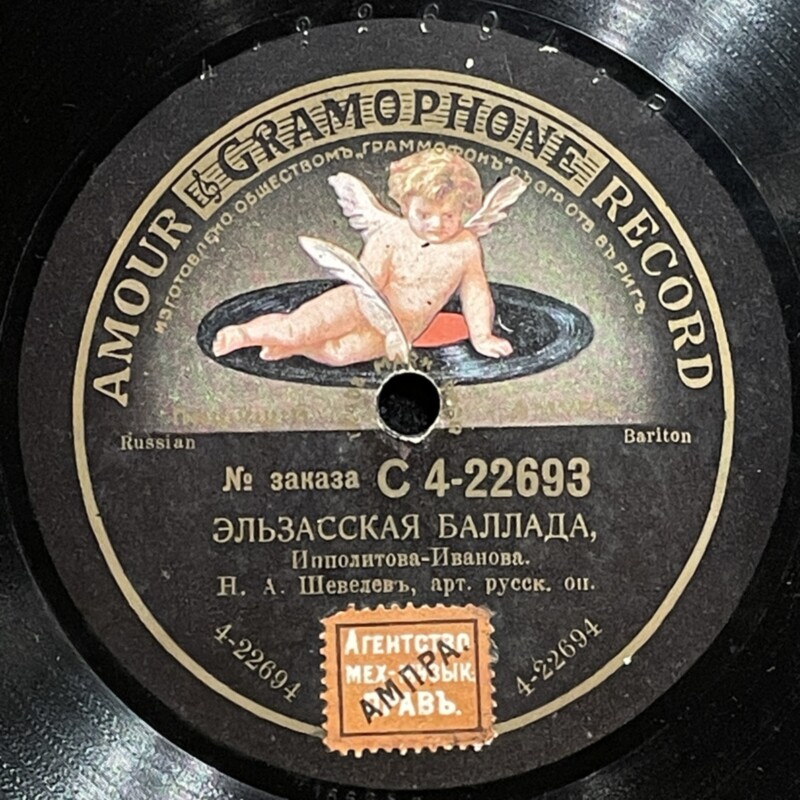 AMOUR GRAMOPHONE RECORD
ИЗГОТОВЛЕНО ОБЩЕСТВОМЪ „ГРАММОФОНЪ" СЪ ОГР. ОТВ. ВЪ РИГѢ.
Russian
Bariton
№ заказа С 4-22693
ЭЛЬЗАССКАЯ БАЛЛАДА,
Ипполитова-Иванова.
Н. А. Шевелевъ, арт. русск. оп.
4-22694
4-22694
АГЕНТСТВО
МЕХ-МУЗЫК.
ПРАВЪ.
АМПРА.